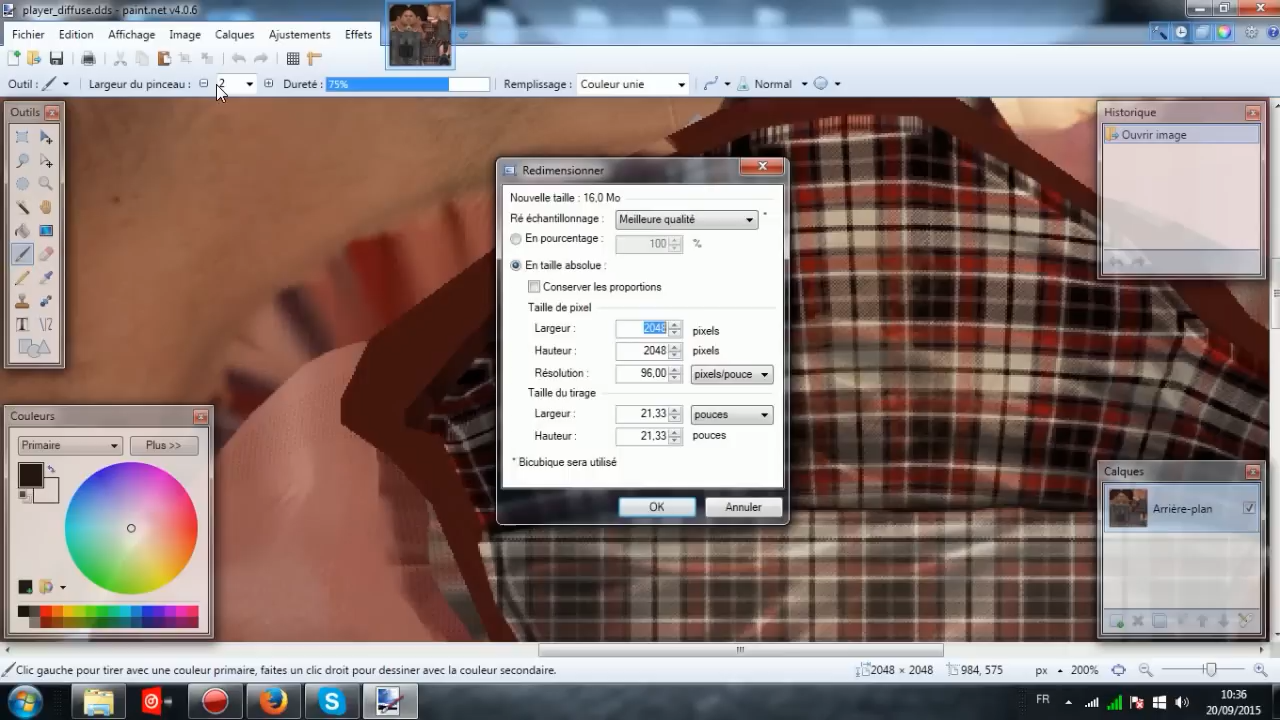 player_diffuse.dds - paint.net v4.0.6
Fichier Edition Affichage Image Calques Ajustements Effets
Outil : Largeur du pinceau : 2 Dureté : 75% Remplissage : Couleur unie Normal
Outils
Historique
Ouvrir image
Redimensionner
Nouvelle taille : 16,0 Mo
Ré échantillonnage : Meilleure qualité *
En pourcentage : 100 %
En taille absolue :
Conserver les proportions
Taille de pixel
Largeur : 2048 pixels
Hauteur : 2048 pixels
Résolution : 96,00 pixels/pouce
Taille du tirage
Largeur : 21,33 pouces
Hauteur : 21,33 pouces
* Bicubique sera utilisé
OK Annuler
Couleurs
Primaire Plus >>
Calques
Arrière-plan
Clic gauche pour tirer avec une couleur primaire, faites un clic droit pour dessiner avec la couleur secondaire. 2048 × 2048 984, 575 px 200%
FR 10:36
20/09/2015